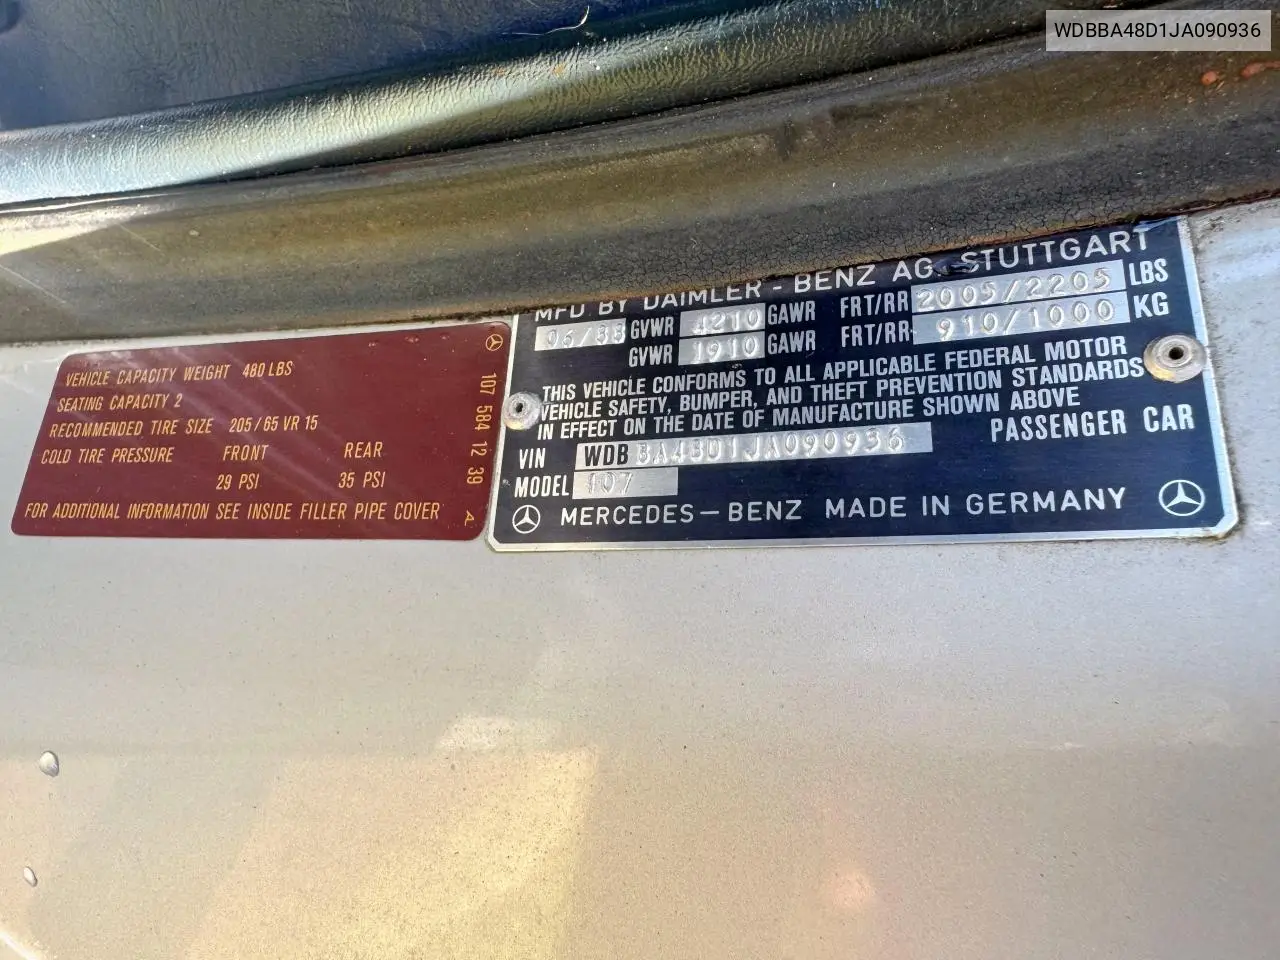 WDBBA48D1JA090936
MFD BY DAIMLER - BENZ AG. STUTTGART
06/88 GVWR 4210 GAWR FRT/RR 2005/2205 LBS
GVWR 1910 GAWR FRT/RR 910/1000 KG
THIS VEHICLE CONFORMS TO ALL APPLICABLE FEDERAL MOTOR
VEHICLE SAFETY, BUMPER, AND THEFT PREVENTION STANDARDS
IN EFFECT ON THE DATE OF MANUFACTURE SHOWN ABOVE
VIN WDB BA48D1JA090936 PASSENGER CAR
MODEL 107
MERCEDES - BENZ MADE IN GERMANY
VEHICLE CAPACITY WEIGHT 480 LBS
SEATING CAPACITY 2
RECOMMENDED TIRE SIZE 205/65 VR 15
COLD TIRE PRESSURE FRONT REAR
29 PSI 35 PSI
FOR ADDITIONAL INFORMATION SEE INSIDE FILLER PIPE COVER
107 584 12 39 A